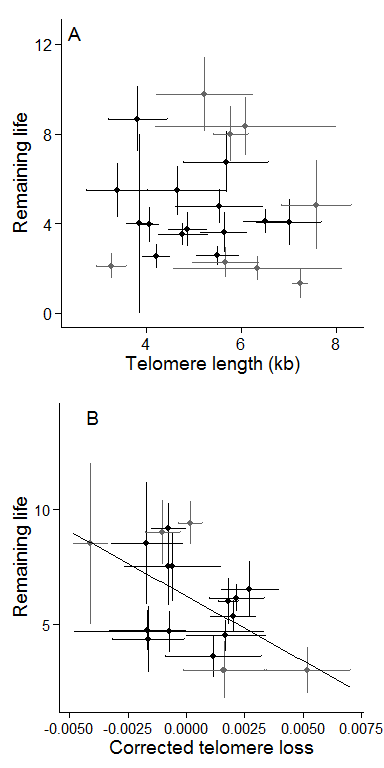 A
12
8
4
0
Remaining life
4 6 8
Telomere length (kb)
B
10
5
Remaining life
-0.0050 -0.0025 0.0000 0.0025 0.0050 0.0075
Corrected telomere loss